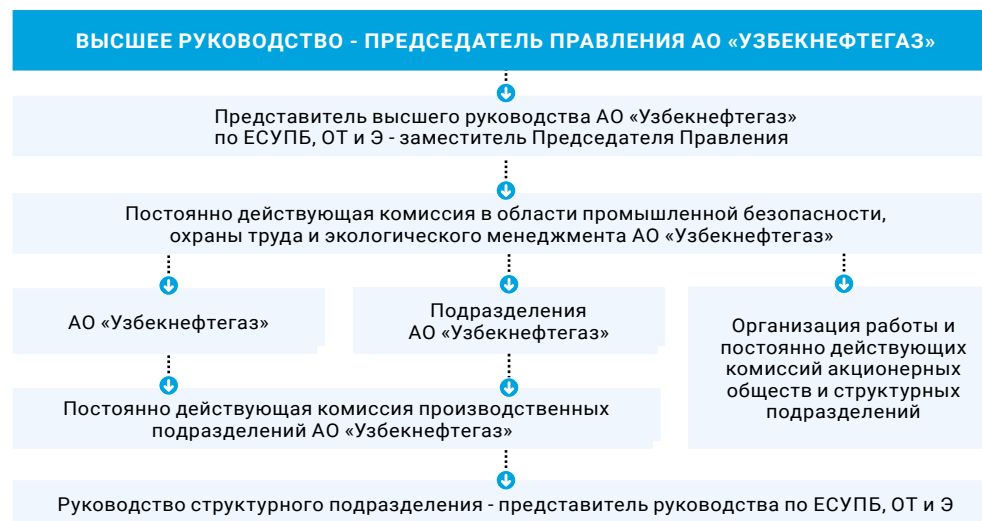 ВЫСШЕЕ РУКОВОДСТВО - ПРЕДСЕДАТЕЛЬ ПРАВЛЕНИЯ АО «УЗБЕКНЕФТЕГАЗ»
Представитель высшего руководства АО «Узбекнефтегаз»
по ЕСУПБ, ОТ и Э - заместитель Председателя Правления
Постоянно действующая комиссия в области промышленной безопасности,
охраны труда и экологического менеджмента АО «Узбекнефтегаз»
АО «Узбекнефтегаз»
Подразделения
АО «Узбекнефтегаз»
Организация работы и
постоянно действующих
комиссий акционерных
обществ и структурных
подразделений
Постоянно действующая комиссия производственных
подразделений АО «Узбекнефтегаз»
Руководство структурного подразделения - представитель руководства по ЕСУПБ, ОТ и Э